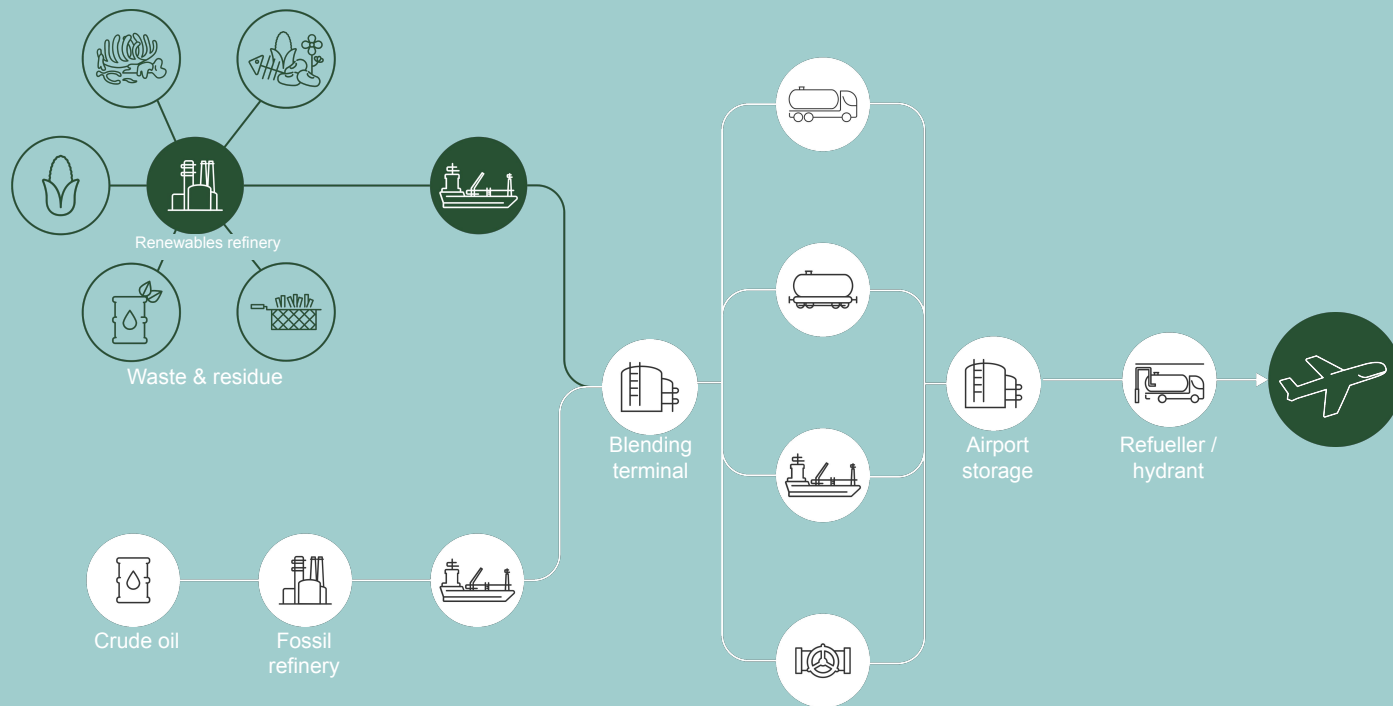 Renewables refinery
Waste & residue
Blending
terminal
Airport
storage
Refueller /
hydrant
Crude oil
Fossil
refinery